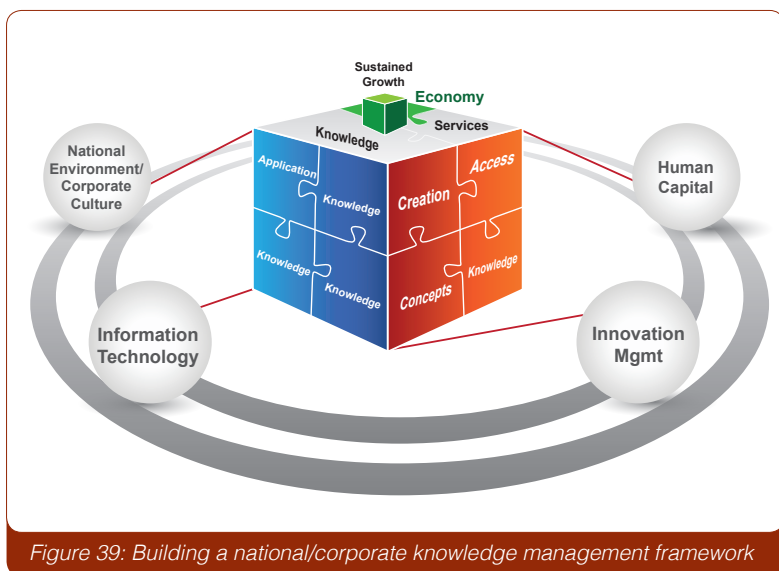 Sustained
Growth
Economy
Services
Knowledge
National
Environment/
Corporate
Culture
Human
Capital
Application
Knowledge
Knowledge
Knowledge
Creation
Access
Concepts
Knowledge
Information
Technology
Innovation
Mgmt
Figure 39: Building a national/corporate knowledge management framework